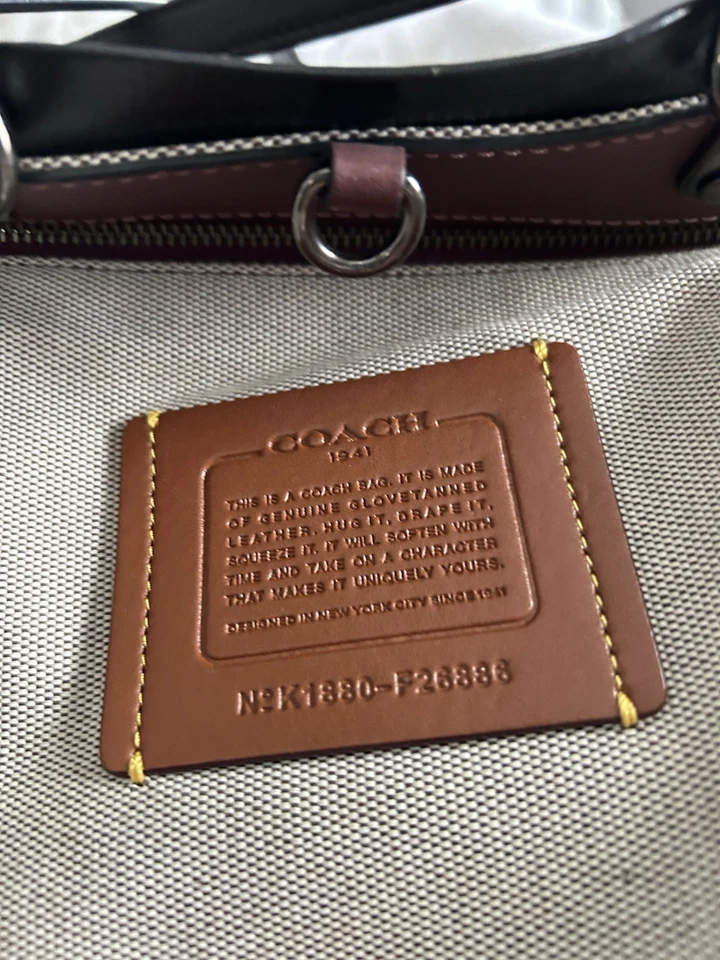 COACH
1941
THIS IS A COACH BAG. IT IS MADE
OF GENUINE GLOVETANNED
LEATHER. HUG IT, DRAPE IT,
SQUEEZE IT. IT WILL SOFTEN WITH
TIME AND TAKE ON A CHARACTER
THAT MAKES IT UNIQUELY YOURS.
DESIGNED IN NEW YORK CITY SINCE 1941
Nº K1880-F26886